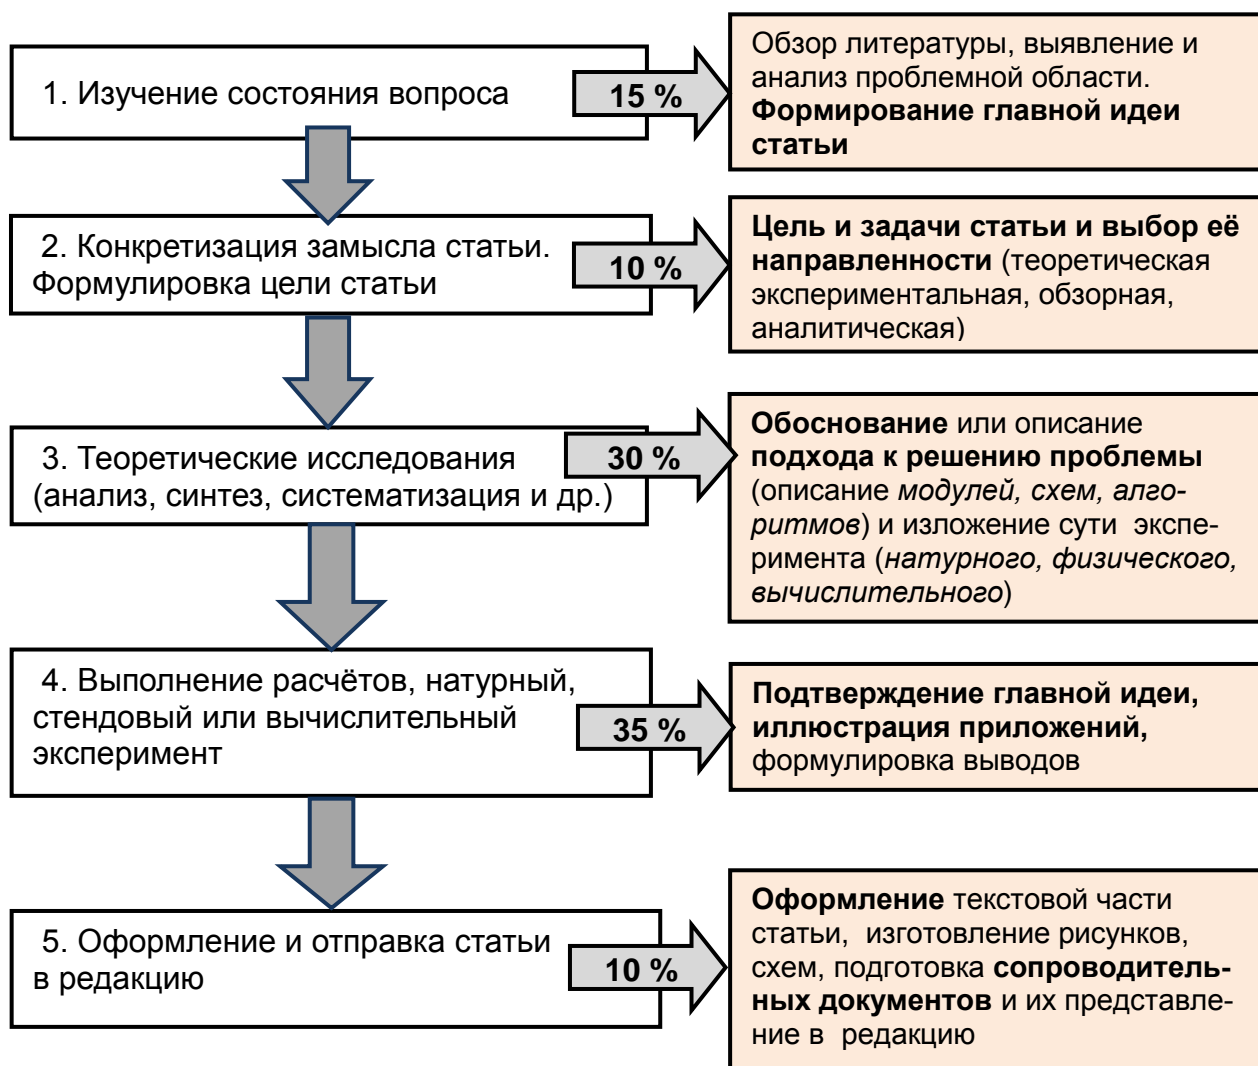 1. Изучение состояния вопроса
15 %
Обзор литературы, выявление и
анализ проблемной области.
Формирование главной идеи
статьи
2. Конкретизация замысла статьи.
Формулировка цели статьи
10 %
Цель и задачи статьи и выбор её
направленности (теоретическая
экспериментальная, обзорная,
аналитическая)
3. Теоретические исследования
(анализ, синтез, систематизация и др.)
30 %
Обоснование или описание
подхода к решению проблемы
(описание модулей, схем, алго-
ритмов) и изложение сути экспе-
римента (натурного, физического,
вычислительного)
4. Выполнение расчётов, натурный,
стендовый или вычислительный
эксперимент
35 %
Подтверждение главной идеи,
иллюстрация приложений,
формулировка выводов
5. Оформление и отправка статьи
в редакцию
10 %
Оформление текстовой части
статьи, изготовление рисунков,
схем, подготовка сопроводитель-
ных документов и их представле-
ние в редакцию